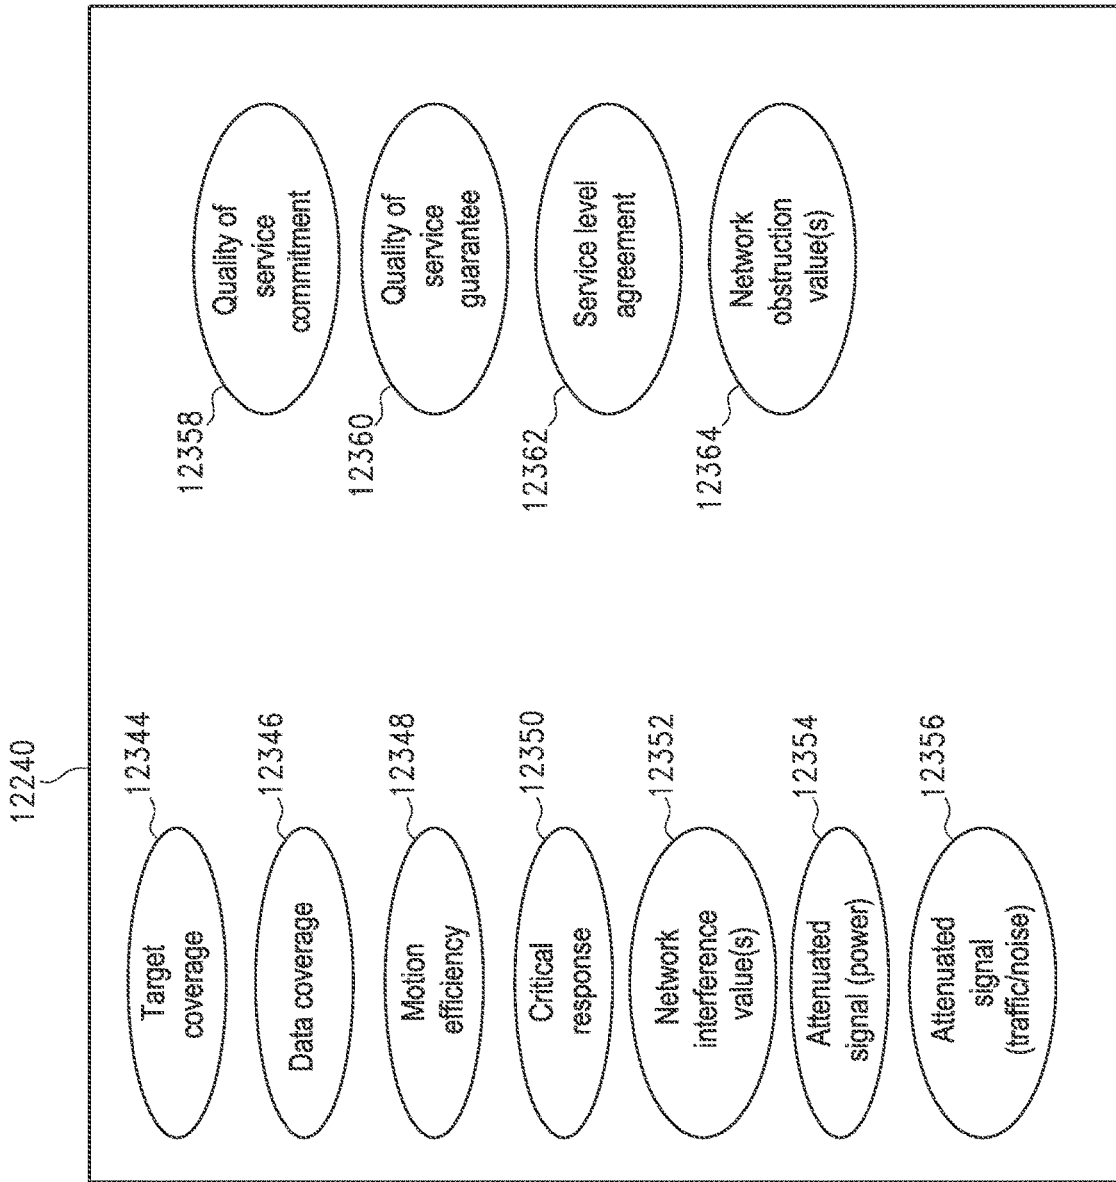 12240
12344
Target
coverage
12346
Data coverage
12348
Motion
efficiency
12350
Critical
response
12352
Network
interference
value(s)
12354
Attenuated
signal (power)
12356
Attenuated
signal
(traffic/noise)
12358
Quality of
service
commitment
12360
Quality of
service
guarantee
12362
Service level
agreement
12364
Network
obstruction
value(s)